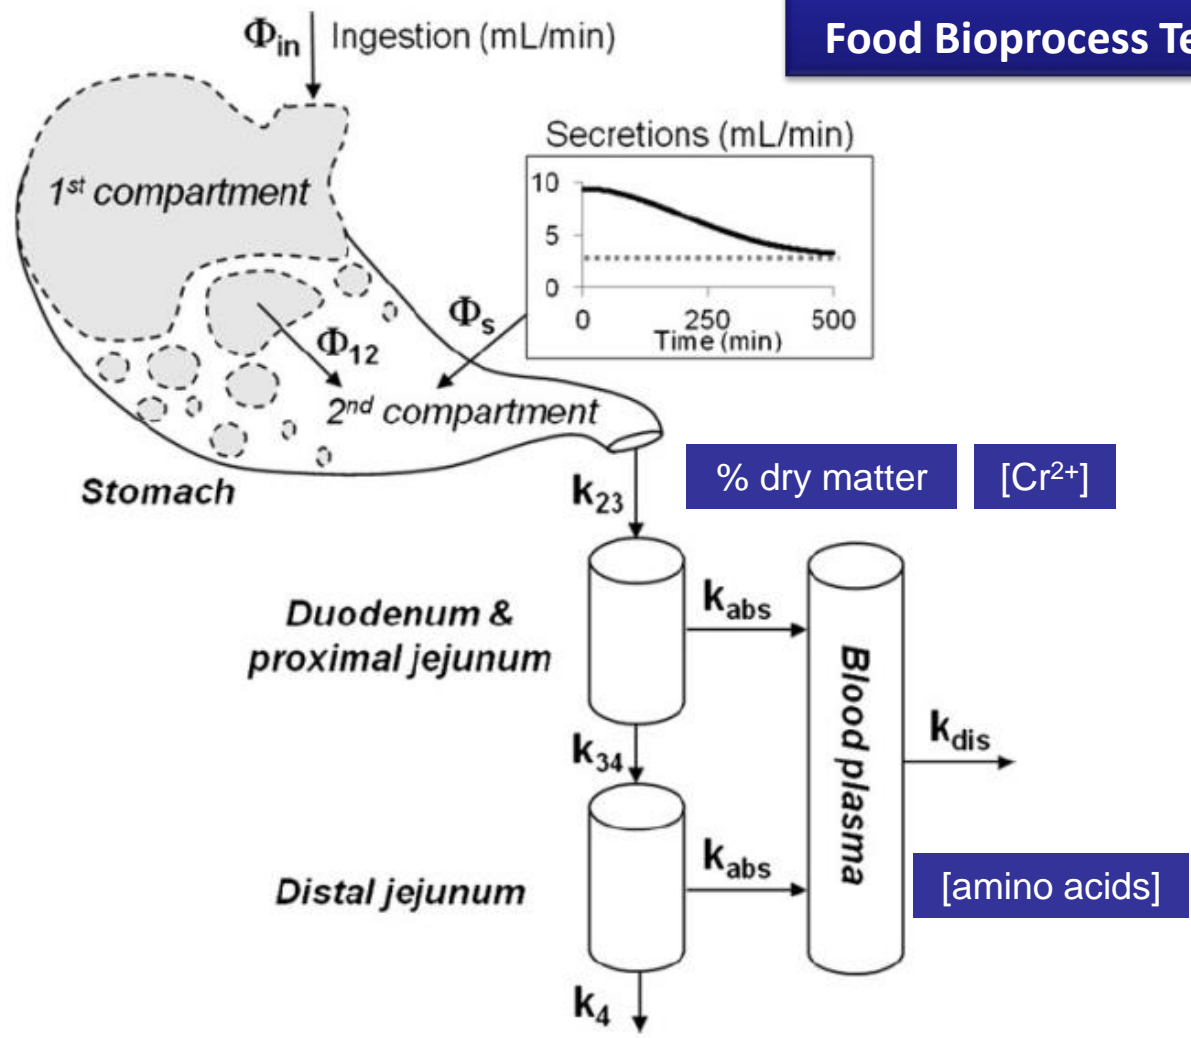 Food Bioprocess Te
Φin Ingestion (mL/min)
Secretions (mL/min)
10
5
0
0 250 500
Time (min)
1st compartment
Φs
Φ12
2nd compartment
Stomach
k23
% dry matter
[Cr2+]
Duodenum &
proximal jejunum
kabs
Blood plasma
kdis
k34
Distal jejunum
kabs
[amino acids]
k4